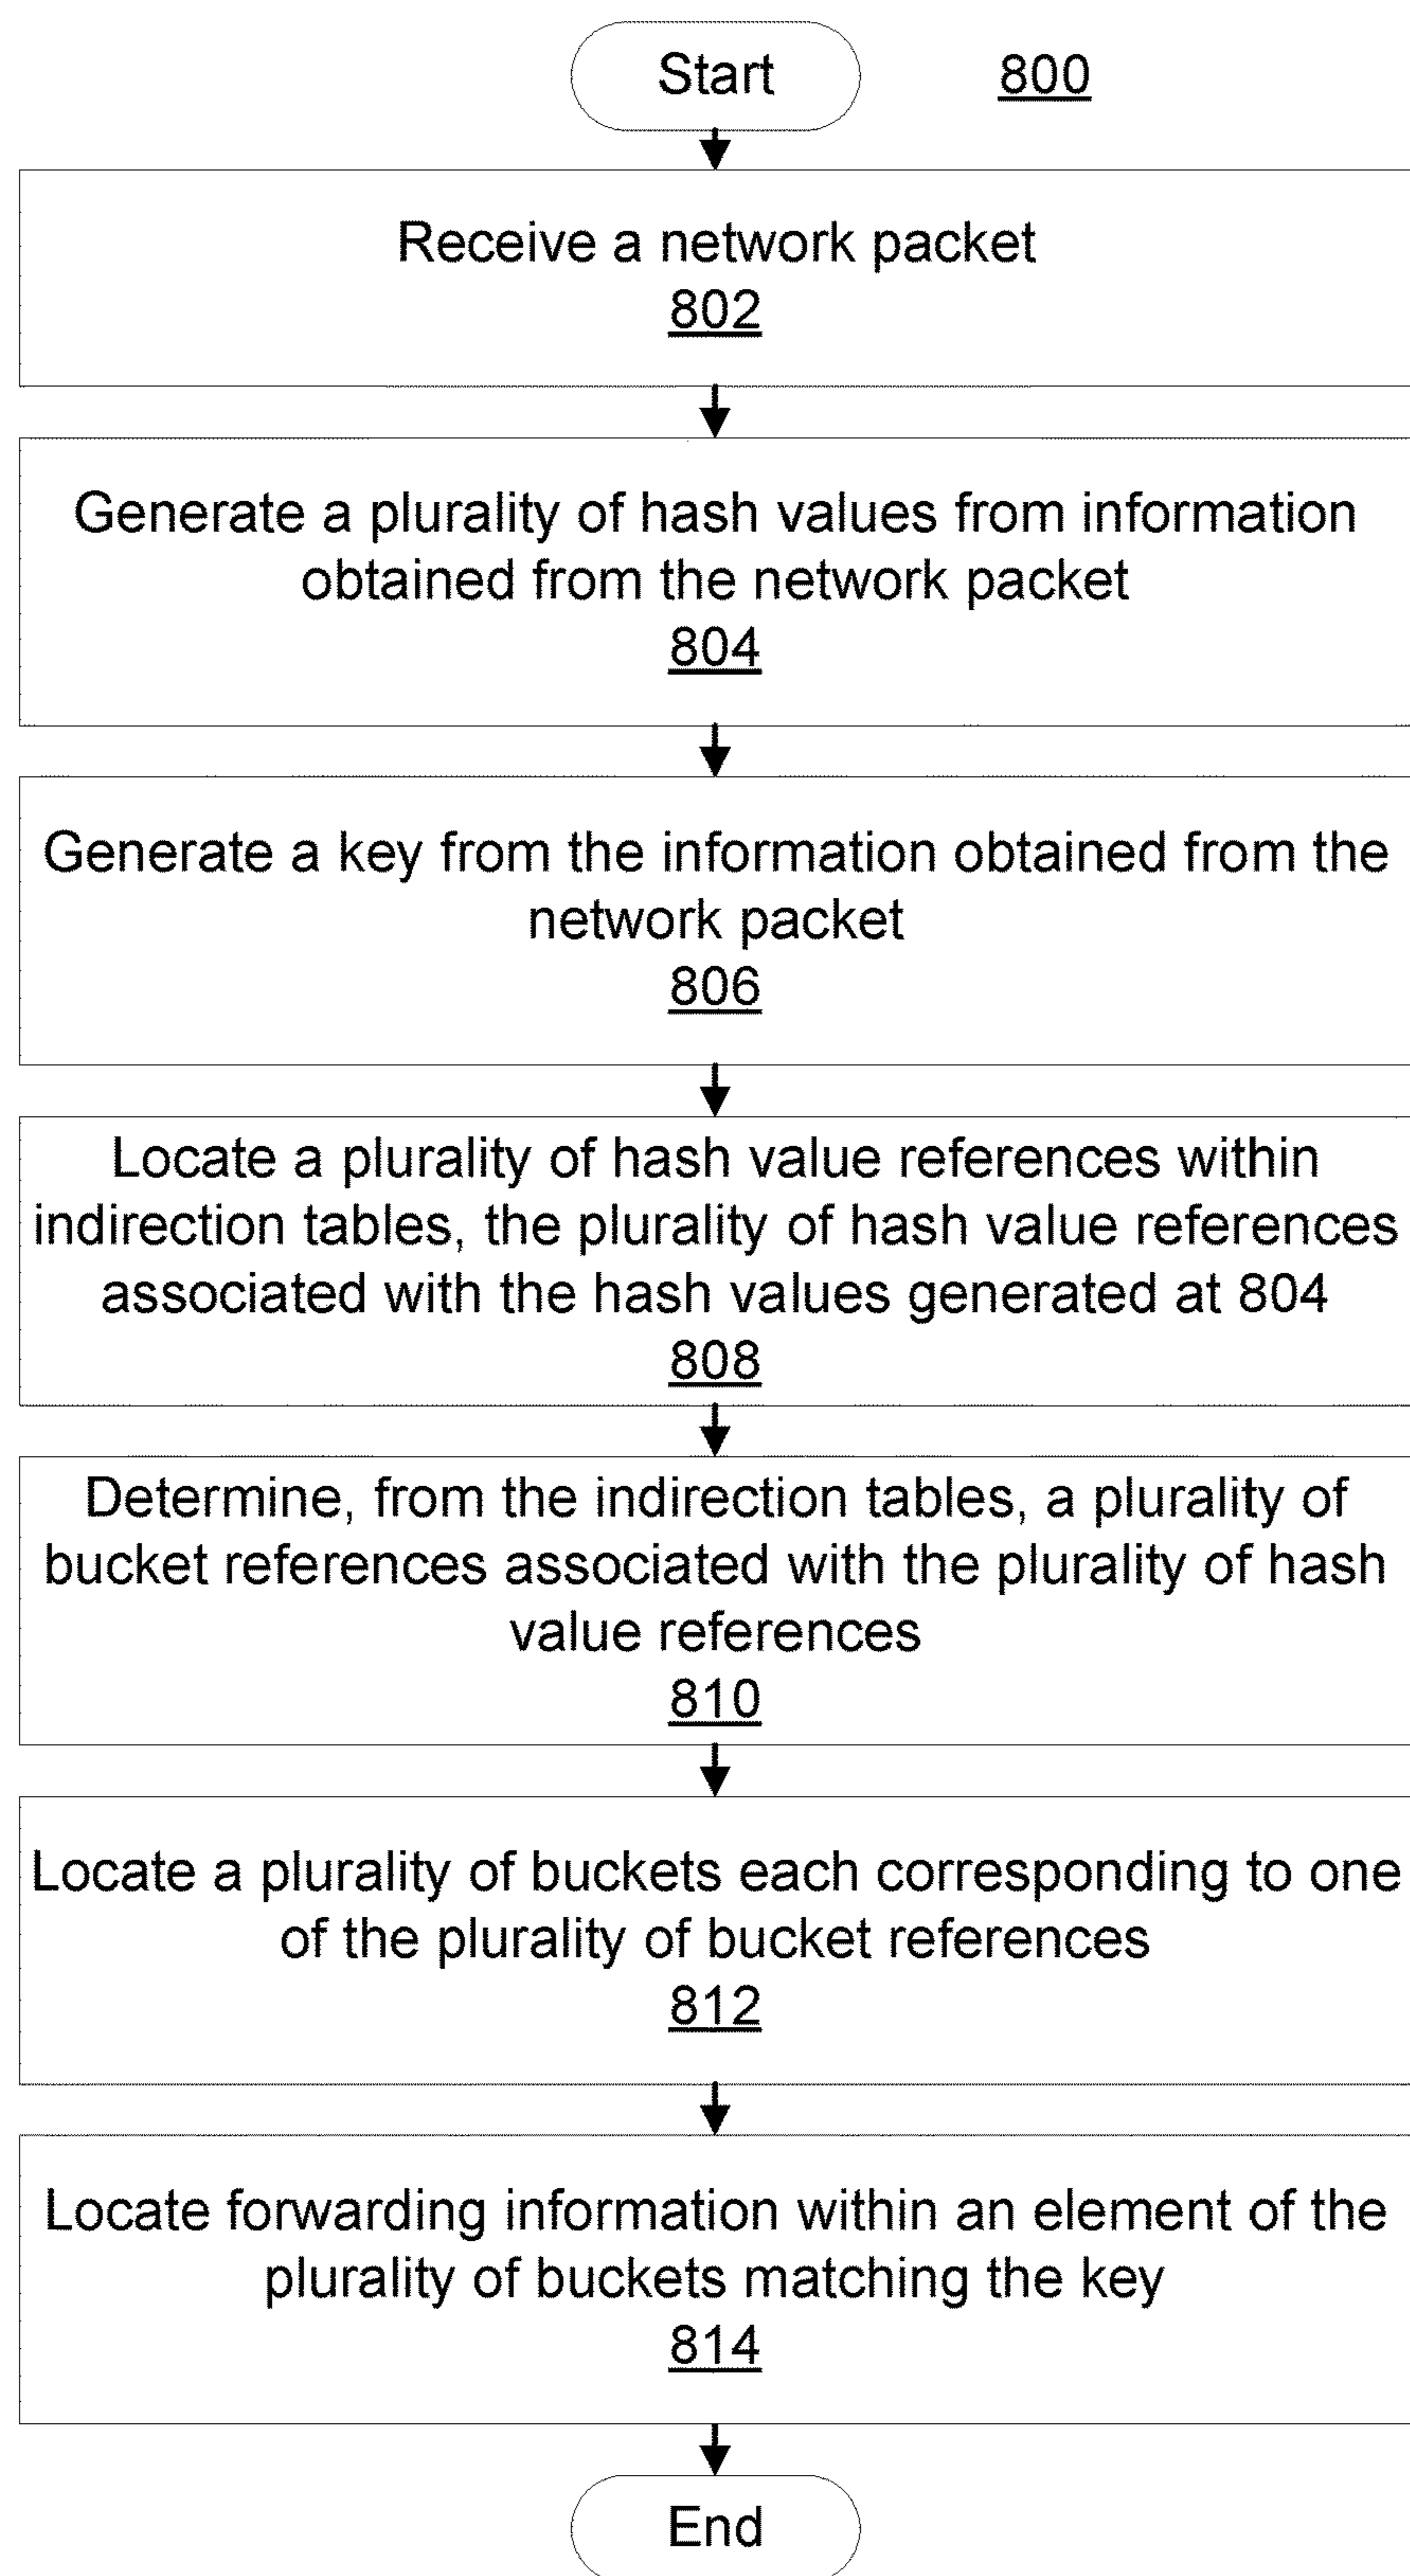 Start
800
Receive a network packet
802
Generate a plurality of hash values from information
obtained from the network packet
804
Generate a key from the information obtained from the
network packet
806
Locate a plurality of hash value references within
indirection tables, the plurality of hash value references
associated with the hash values generated at 804
808
Determine, from the indirection tables, a plurality of
bucket references associated with the plurality of hash
value references
810
Locate a plurality of buckets each corresponding to one
of the plurality of bucket references
812
Locate forwarding information within an element of the
plurality of buckets matching the key
814
End